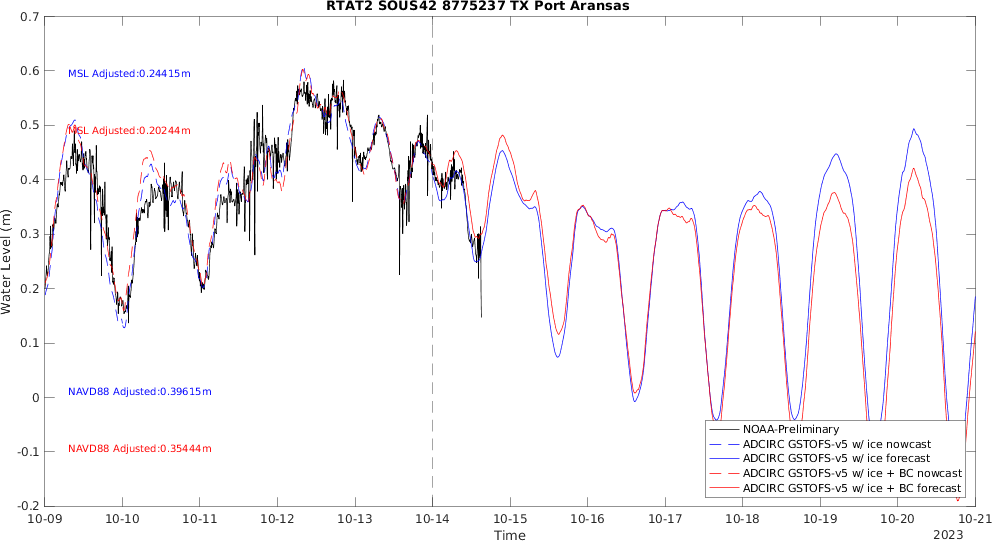 RTAT2 SOUS42 8775237 TX Port Aransas
0.7
0.6
0.5
0.4
0.3
0.2
0.1
0
-0.1
-0.2
Water Level (m)
MSL Adjusted:0.24415m
MSL Adjusted:0.20244m
NAVD88 Adjusted:0.39615m
NAVD88 Adjusted:0.35444m
NOAA-Preliminary
ADCIRC GSTOFS-v5 w/ ice nowcast
ADCIRC GSTOFS-v5 w/ ice forecast
ADCIRC GSTOFS-v5 w/ ice + BC nowcast
ADCIRC GSTOFS-v5 w/ ice + BC forecast
10-09 10-10 10-11 10-12 10-13 10-14 10-15 10-16 10-17 10-18 10-19 10-20 10-21
Time
2023